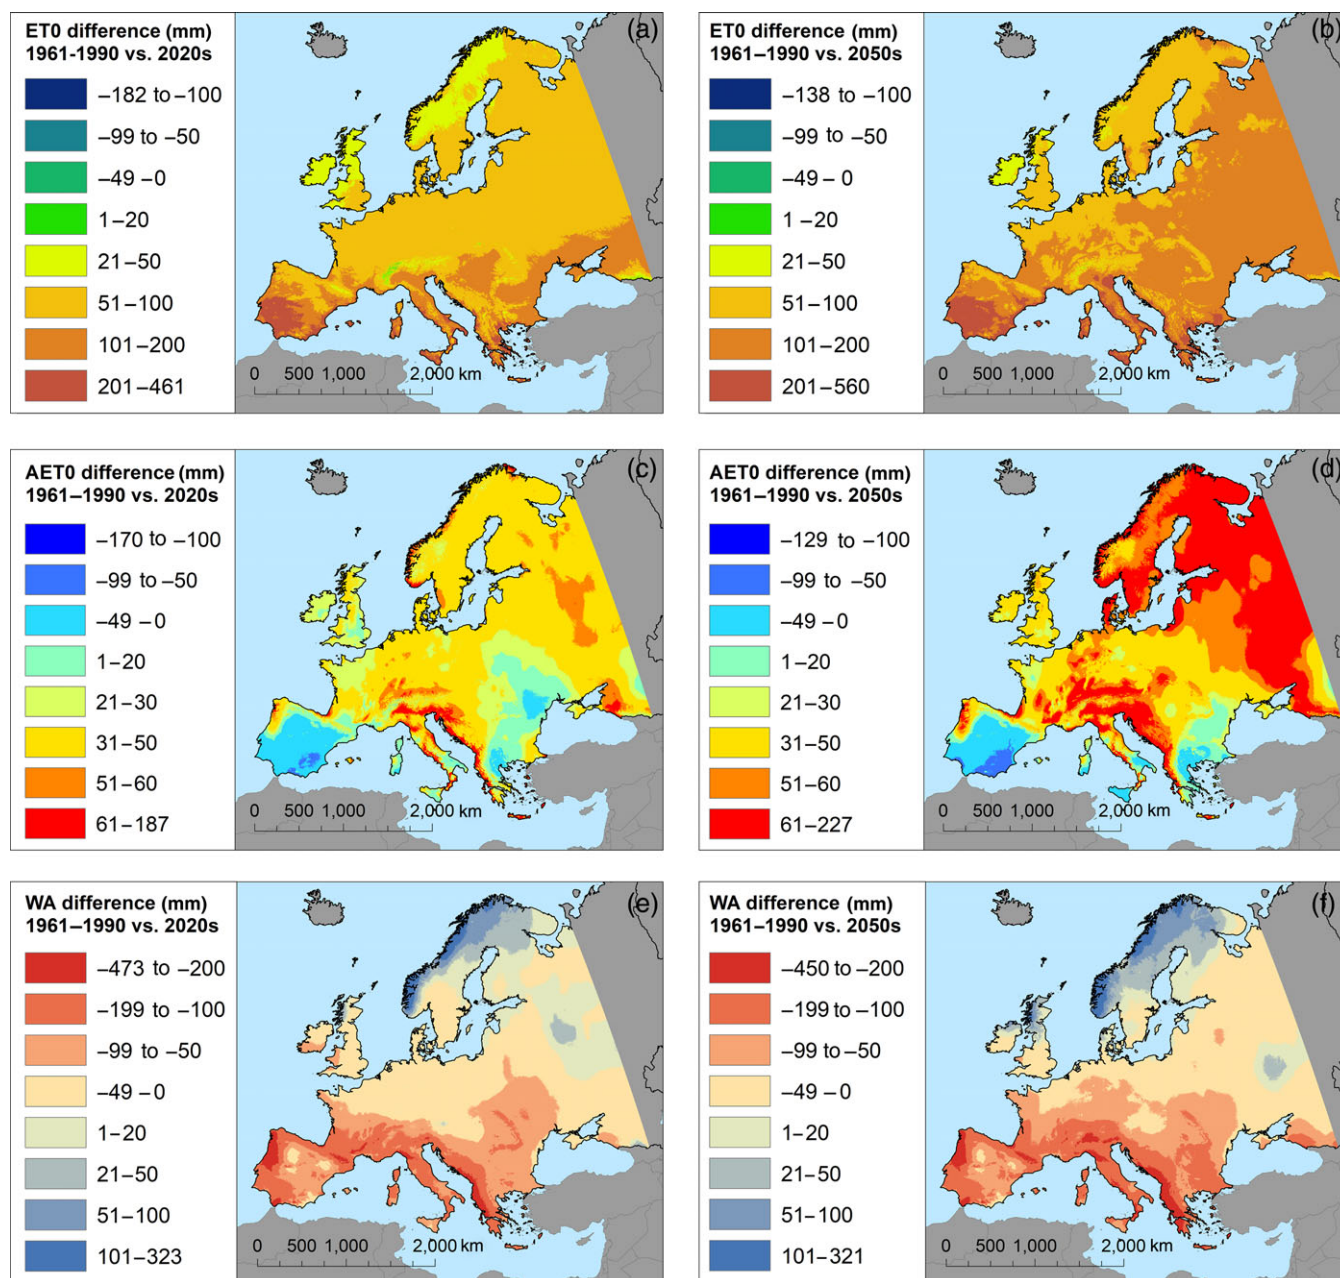 ET0 difference (mm)
1961-1990 vs. 2020s
−182 to −100
−99 to −50
−49 – 0
1 – 20
21–50
51–100
101–200
201–461
(a)
0 500 1,000 2,000 km
ET0 difference (mm)
1961–1990 vs. 2050s
−138 to −100
−99 to −50
−49 – 0
1 – 20
21–50
51–100
101–200
201–560
(b)
0 500 1,000 2,000 km
AET0 difference (mm)
1961–1990 vs. 2020s
−170 to −100
−99 to −50
−49 – 0
1 – 20
21–30
31–50
51–60
61–187
(c)
0 500 1,000 2,000 km
AET0 difference (mm)
1961–1990 vs. 2050s
−129 to −100
−99 to −50
−49 – 0
1 – 20
21–30
31–50
51–60
61–227
(d)
0 500 1,000 2,000 km
WA difference (mm)
1961–1990 vs. 2020s
−473 to −200
−199 to −100
−99 to −50
−49 – 0
1–20
21–50
51–100
101–323
(e)
0 500 1,000 2,000 km
WA difference (mm)
1961–1990 vs. 2050s
−450 to −200
−199 to −100
−99 to −50
−49 – 0
1–20
21–50
51–100
101–321
(f)
0 500 1,000 2,000 km